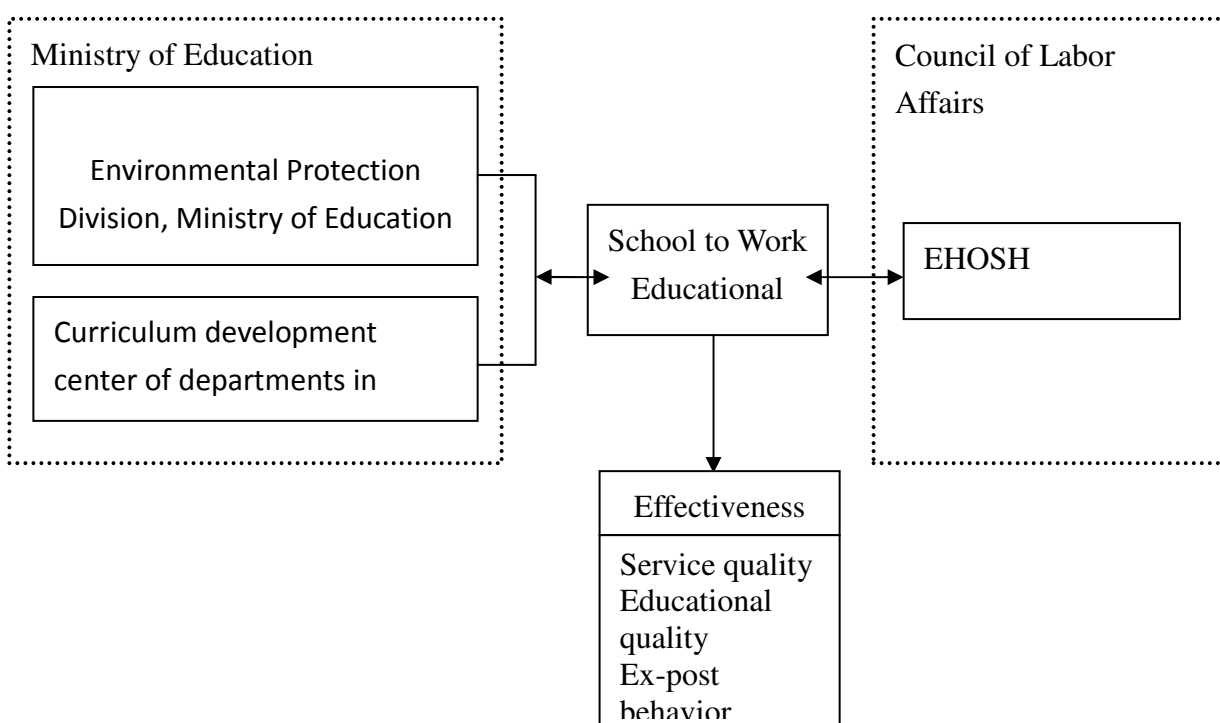 Ministry of Education
Environmental Protection
Division, Ministry of Education
Curriculum development
center of departments in
School to Work
Educational
Council of Labor
Affairs
EHOSH
Effectiveness
Service quality
Educational
quality
Ex-post
behavior